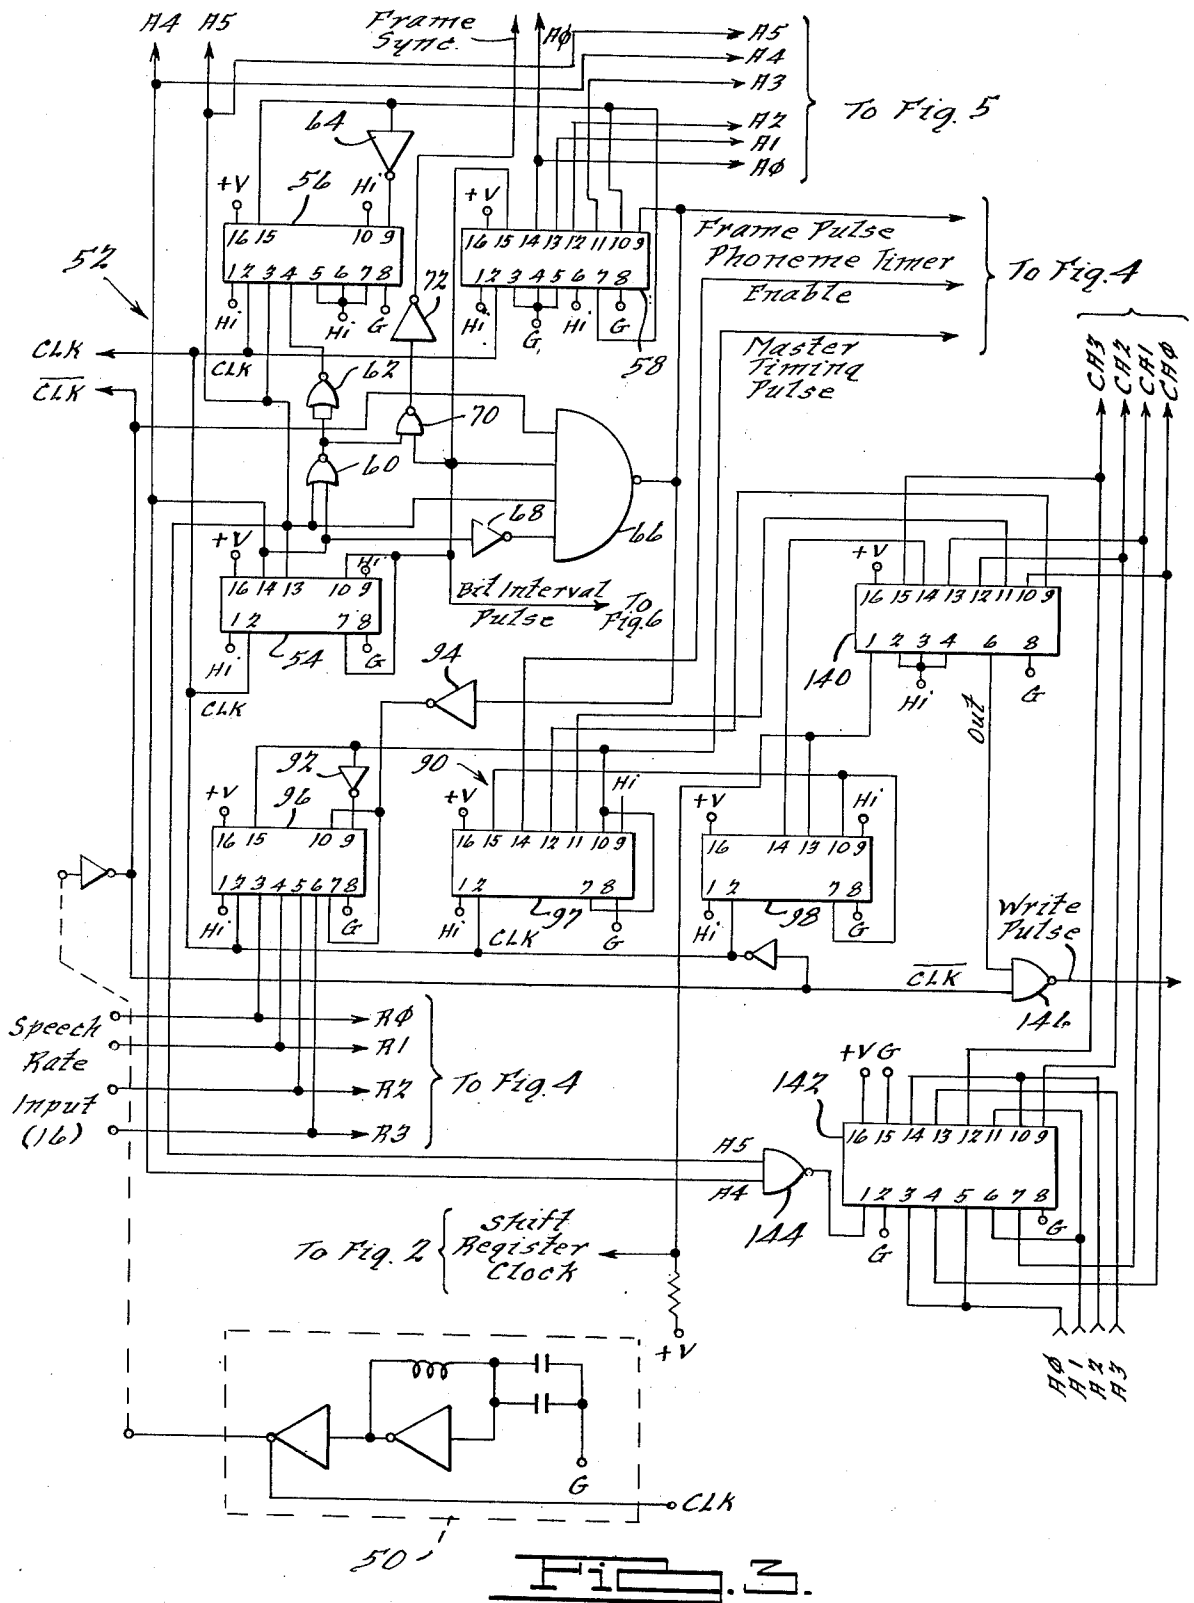 A4 A5
Frame
Sync.
AØ
A5
A4
A3
A2
A1
AØ
To Fig. 5
64
+V
56
Hi
+V
16 15 10 9
16 15 14 13 12 11 10 9
1 2 3 4 5 6 7 8
1 2 3 4 5 6 7 8
Hi
Hi
G
72
Hi
G
Hi
G
58
Frame Pulse
Phoneme Timer
Enable
Master
Timing
Pulse
To Fig. 4
52
CLK
CLK
C̅L̅K̅
62
70
60
68
66
CA3
CA2
CA1
CAØ
+V
Hi
16 14 13 10 9
1 2 7 8
Hi
54
G
CLK
Bit Interval
Pulse
To
Fig. 6
+V
16 15 14 13 12 11 10 9
1 2 3 4 6 8
140
Hi
Out
G
94
92
90
+V
96
+V
Hi
+V
Hi
16 15 10 9
16 15 14 12 11 10 9
16 14 13 10 9
1 2 3 4 5 6 7 8
1 2 7 8
1 2 7 8
Hi
G
Hi
97
G
Hi
98
G
CLK
C̅L̅K̅
Write
Pulse
146
Speech
Rate
Input
(16)
RØ
R1
R2
R3
To Fig. 4
+V G
142
16 15 14 13 12 11 10 9
1 2 3 4 5 6 7 8
G
G
A5
A4
144
To Fig. 2
Shift
Register
Clock
+V
AØ
A1
A2
A3
G
CLK
50
Fig. 3.